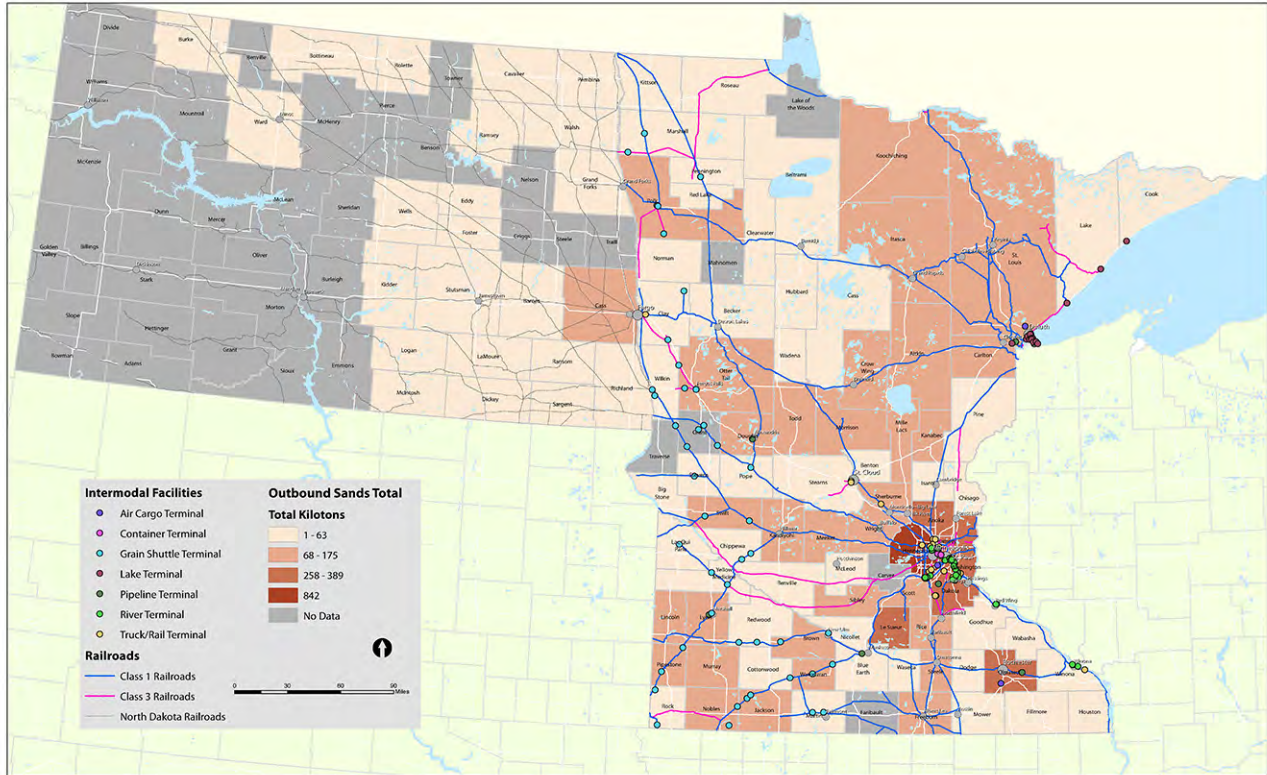 Divide
Burke
Renville
Bottineau
Rolette
Towner
Cavalier
Pembina
Kittson
Roseau
Lake of
the Woods
Williams
Mountrail
Ward
McHenry
Pierce
Benson
Ramsey
Walsh
Marshall
Pennington
Beltrami
Koochiching
McKenzie
Nelson
Grand
Forks
Grand Forks
Polk
Red Lake
Clearwater
Itasca
St.
Louis
Lake
Cook
Dunn
Mercer
McLean
Sheridan
Wells
Eddy
Foster
Griggs
Steele
Traill
Norman
Mahnomen
Golden
Valley
Billings
Stark
Oliver
Burleigh
Morton
Kidder
Stutsman
Barnes
Cass
Clay
Becker
Hubbard
Cass
Detroit Lakes
Duluth
Slope
Hettinger
Grant
Logan
LaMoure
Ransom
Wilkin
Otter
Tail
Wadena
Crow
Wing
Aitkin
Carlton
Bowman
Adams
Sioux
Emmons
McIntosh
Dickey
Sargent
Richland
Todd
Morrison
Mille
Lacs
Kanabec
Pine
Grant
Douglas
Traverse
Pope
Stearns
Benton
St. Cloud
Big
Stone
Sherburne
Isanti
Chisago
Anoka
Swift
Kandiyohi
Meeker
Wright
Lac Qui
Parle
Chippewa
Yellow
Medicine
Renville
McLeod
Carver
Washington
Dakota
Scott
Sibley
Lincoln
Lyon
Redwood
Brown
Nicollet
Le Sueur
Rice
Goodhue
Red Wing
Wabasha
Pipestone
Murray
Cottonwood
Watonwan
Blue
Earth
Waseca
Steele
Dodge
Olmsted
Winona
Rock
Nobles
Jackson
Martin
Faribault
Freeborn
Mower
Fillmore
Houston
Intermodal Facilities
Air Cargo Terminal
Container Terminal
Grain Shuttle Terminal
Lake Terminal
Pipeline Terminal
River Terminal
Truck/Rail Terminal
Railroads
Class 1 Railroads
Class 3 Railroads
North Dakota Railroads
Outbound Sands Total
Total Kilotons
1 - 63
68 - 175
258 - 389
842
No Data
0 30 60 90
Miles